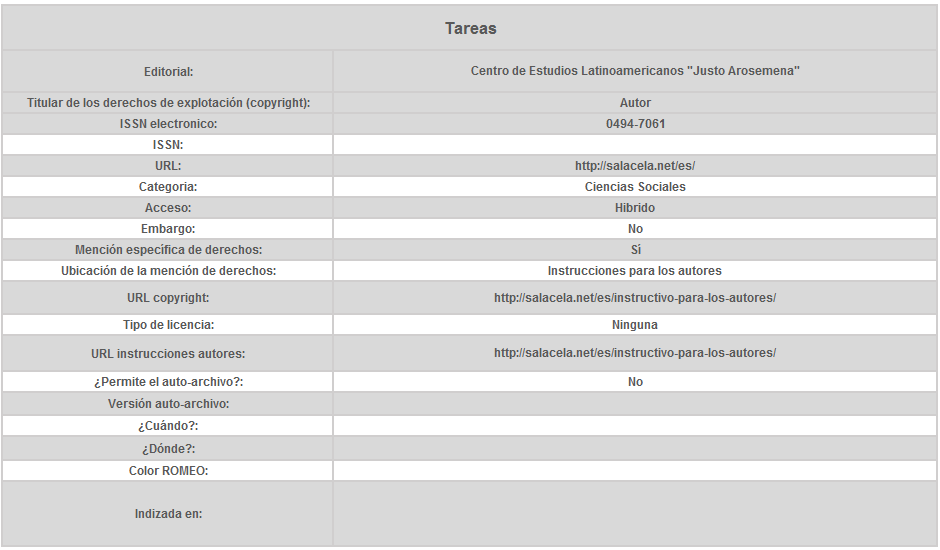 Tareas
Editorial: Centro de Estudios Latinoamericanos "Justo Arosemena"
Titular de los derechos de explotación (copyright): Autor
ISSN electronico: 0494-7061
ISSN:
URL: http://salacela.net/es/
Categoria: Ciencias Sociales
Acceso: Hibrido
Embargo: No
Mención específica de derechos: Sì
Ubicación de la mención de derechos: Instrucciones para los autores
URL copyright: http://salacela.net/es/instructivo-para-los-autores/
Tipo de licencia: Ninguna
URL instrucciones autores: http://salacela.net/es/instructivo-para-los-autores/
¿Permite el auto-archivo?: No
Versión auto-archivo:
¿Cuándo?:
¿Dónde?:
Color ROMEO:
Indizada en: